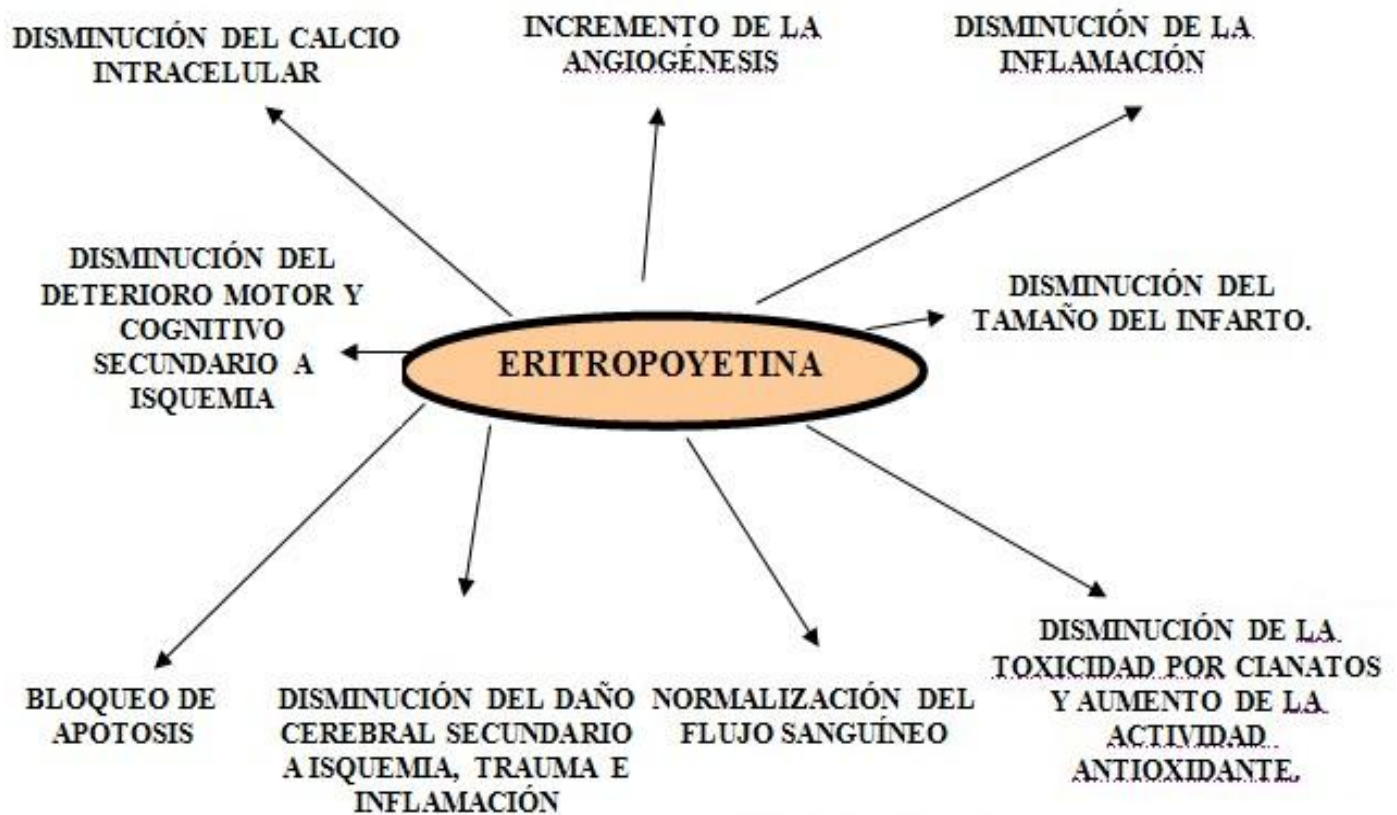 DISMINUCIÓN DEL CALCIO
INTRACELULAR
INCREMENTO DE LA
ANGIOGÉNESIS
DISMINUCIÓN DE LA
INFLAMACIÓN
DISMINUCIÓN DEL
DETERIORO MOTOR Y
COGNITIVO
SECUNDARIO A
ISQUEMIA
ERITROPOYETINA
DISMINUCIÓN DEL
TAMAÑO DEL INFARTO.
BLOQUEO DE
APOTOSIS
DISMINUCIÓN DEL DAÑO
CEREBRAL SECUNDARIO
A ISQUEMIA, TRAUMA E
INFLAMACIÓN
NORMALIZACIÓN DEL
FLUJO SANGUÍNEO
DISMINUCIÓN DE LA
TOXICIDAD POR CIANATOS
Y AUMENTO DE LA
ACTIVIDAD
ANTIOXIDANTE.